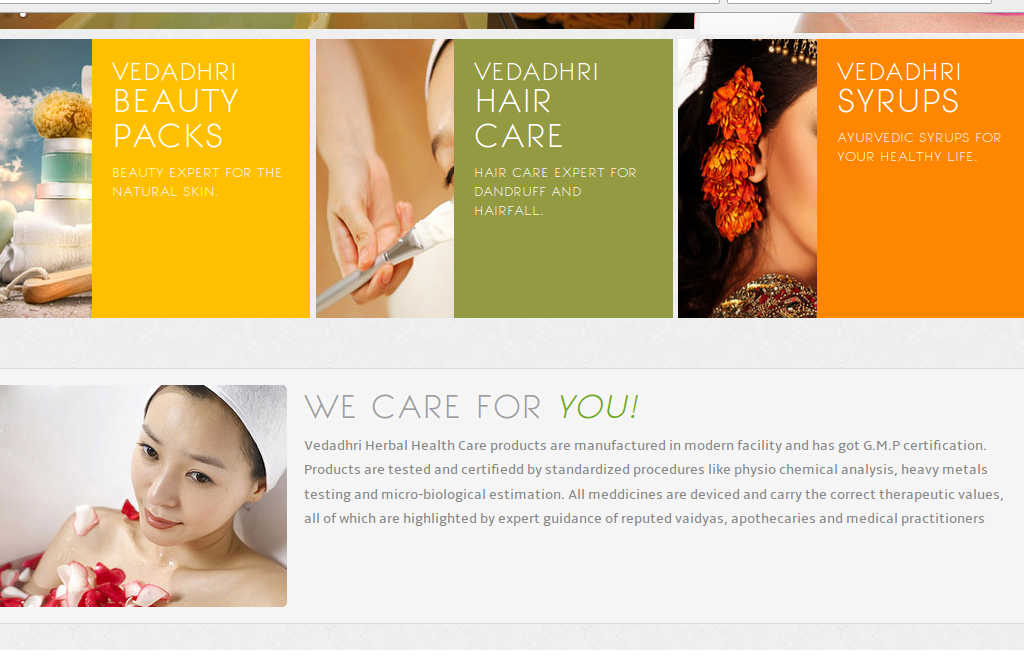 VEDADHRI
BEAUTY
PACKS
BEAUTY EXPERT FOR THE
NATURAL SKIN.
VEDADHRI
HAIR
CARE
HAIR CARE EXPERT FOR
DANDRUFF AND
HAIRFALL.
VEDADHRI
SYRUPS
AYURVEDIC SYRUPS FOR
YOUR HEALTHY LIFE.
WE CARE FOR YOU!
Vedadhri Herbal Health Care products are manufactured in modern facility and has got G.M.P certification.
Products are tested and certifiedd by standardized procedures like physio chemical analysis, heavy metals
testing and micro-biological estimation. All meddicines are deviced and carry the correct therapeutic values,
all of which are highlighted by expert guidance of reputed vaidyas, apothecaries and medical practitioners